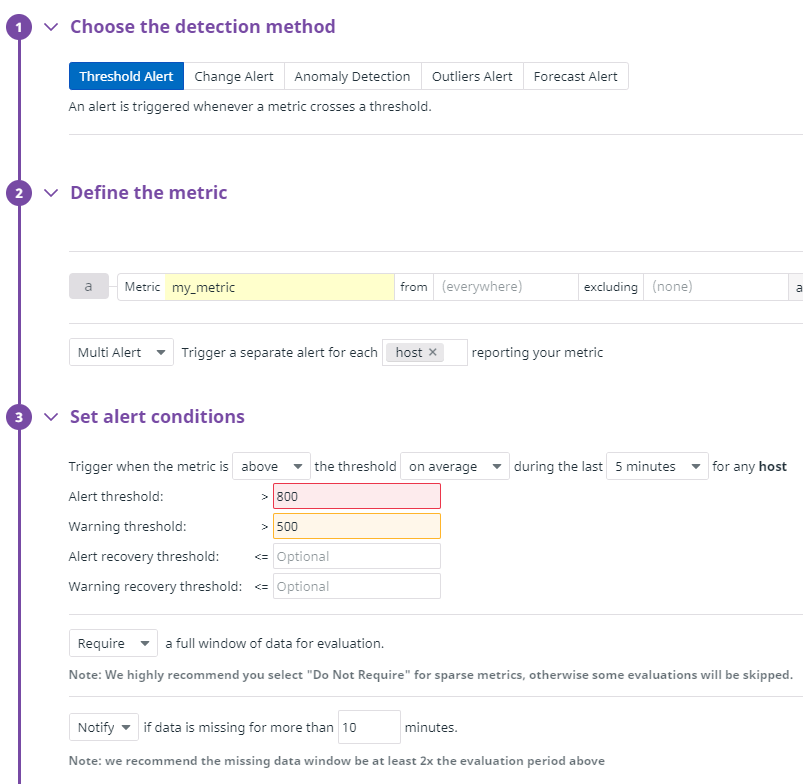 1 Choose the detection method
Threshold Alert Change Alert Anomaly Detection Outliers Alert Forecast Alert
An alert is triggered whenever a metric crosses a threshold.
2 Define the metric
a Metric my_metric from (everywhere) excluding (none) a
Multi Alert Trigger a separate alert for each host × reporting your metric
3 Set alert conditions
Trigger when the metric is above the threshold on average during the last 5 minutes for any host
Alert threshold: > 800
Warning threshold: > 500
Alert recovery threshold: <= Optional
Warning recovery threshold: <= Optional
Require a full window of data for evaluation.
Note: We highly recommend you select "Do Not Require" for sparse metrics, otherwise some evaluations will be skipped.
Notify if data is missing for more than 10 minutes.
Note: we recommend the missing data window be at least 2x the evaluation period above